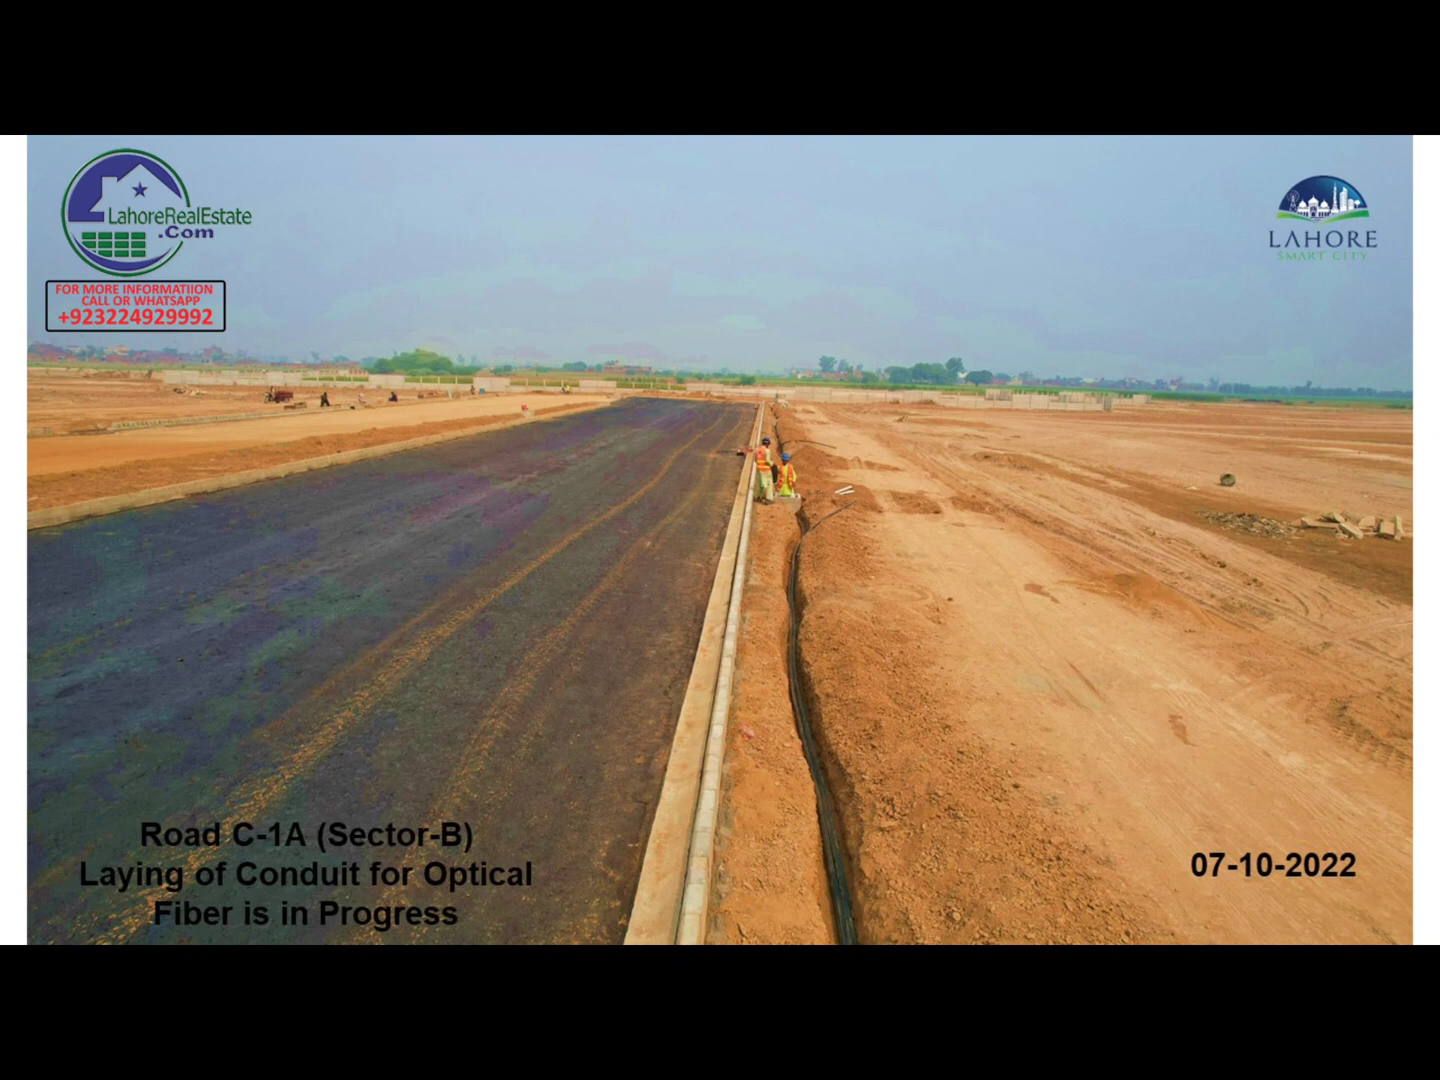 LahoreRealEstate
.Com
FOR MORE INFORMATIION
CALL OR WHATSAPP
+923224929992
LAHORE
SMART CITY
Road C-1A (Sector-B)
Laying of Conduit for Optical
Fiber is in Progress
07-10-2022